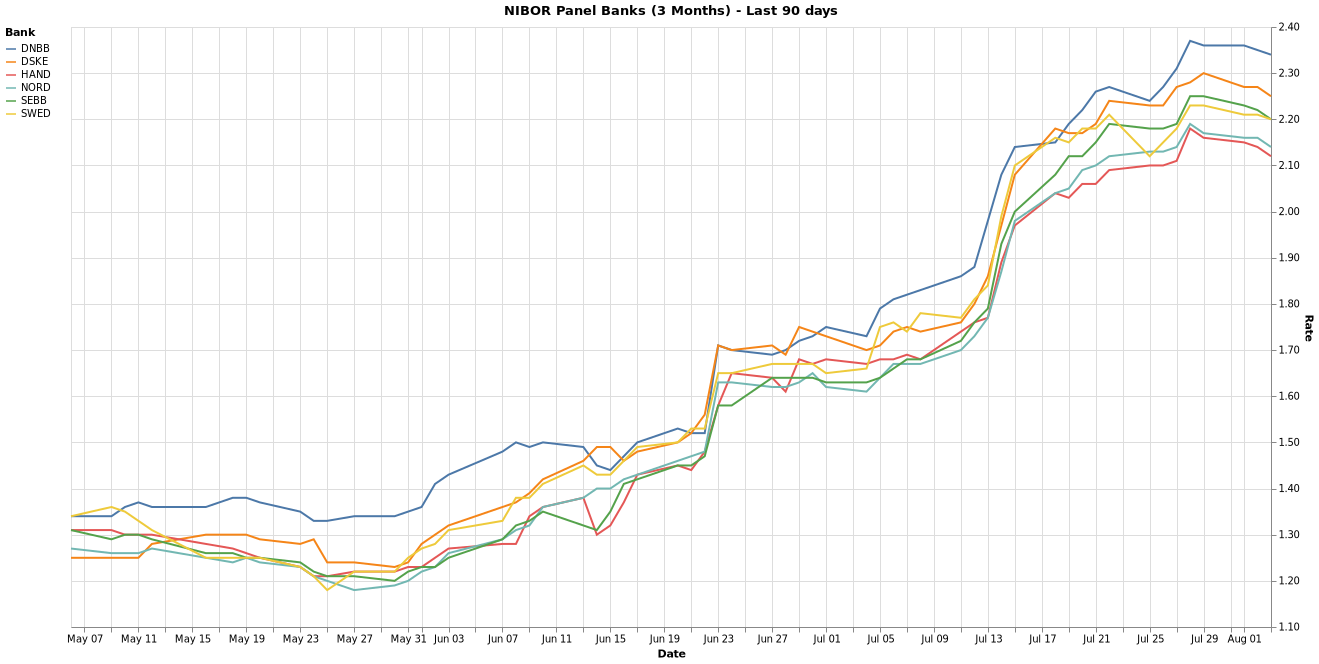 NIBOR Panel Banks (3 Months) - Last 90 days
Bank
DNBB
DSKE
HAND
NORD
SEBB
SWED
2.40
2.30
2.20
2.10
2.00
1.90
1.80
1.70
1.60
1.50
1.40
1.30
1.20
1.10
Rate
May 07 May 11 May 15 May 19 May 23 May 27 May 31 Jun 03 Jun 07 Jun 11 Jun 15 Jun 19 Jun 23 Jun 27 Jul 01 Jul 05 Jul 09 Jul 13 Jul 17 Jul 21 Jul 25 Jul 29 Aug 01
Date